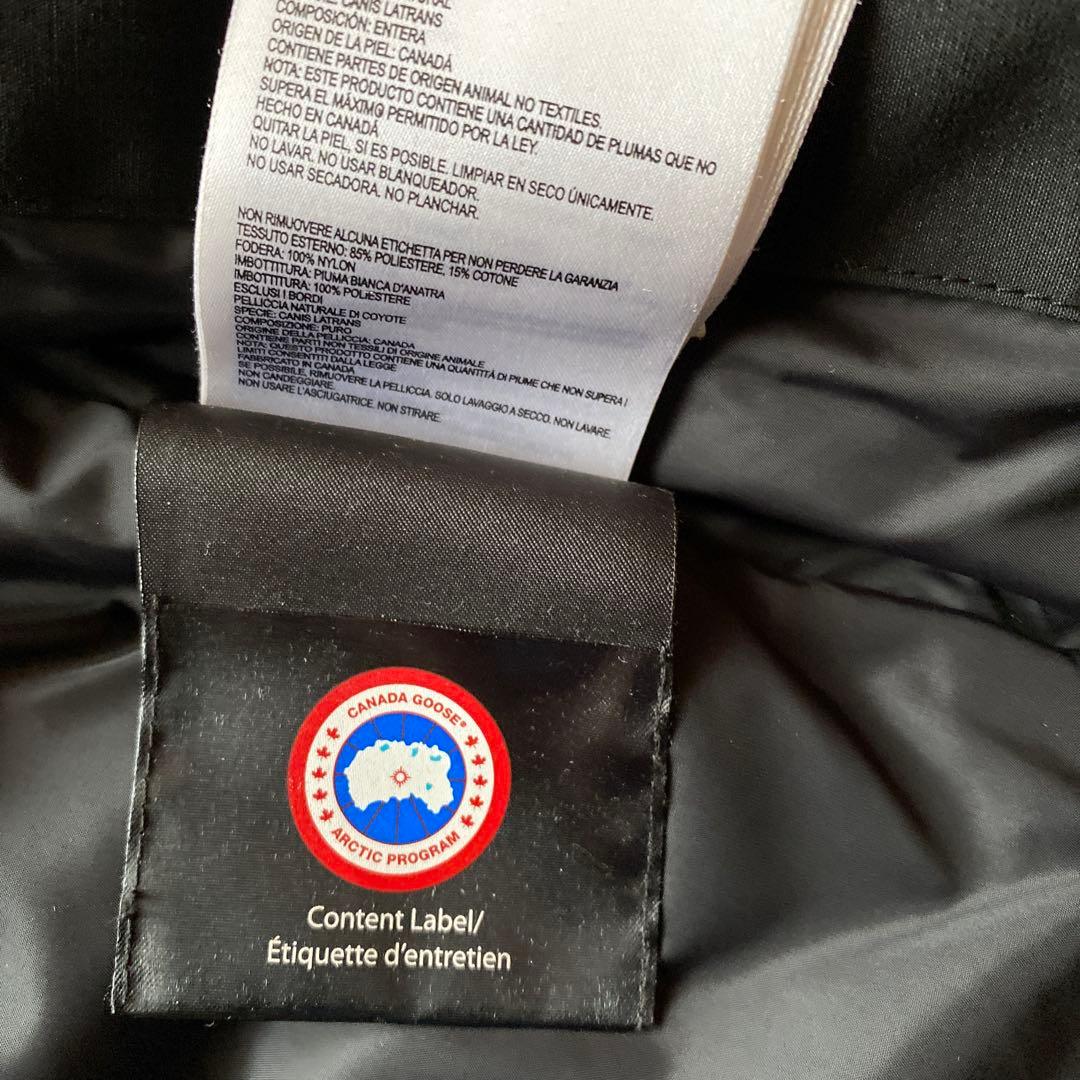 CANIS LATRANS
COMPOSICIÓN: ENTERA
ORIGEN DE LA PIEL: CANADÁ
CONTIENE PARTES DE ORIGEN ANIMAL NO TEXTILES.
NOTA: ESTE PRODUCTO CONTIENE UNA CANTIDAD DE PLUMAS QUE NO
SUPERA EL MÁXIMO PERMITIDO POR LA LEY.
HECHO EN CANADÁ
QUITAR LA PIEL, SI ES POSIBLE. LIMPIAR EN SECO ÚNICAMENTE.
NO LAVAR. NO USAR BLANQUEADOR.
NO USAR SECADORA. NO PLANCHAR.
NON RIMUOVERE ALCUNA ETICHETTA PER NON PERDERE LA GARANZIA
TESSUTO ESTERNO: 85% POLIESTERE, 15% COTONE
FODERA: 100% NYLON
IMBOTTITURA: PIUMA BIANCA D'ANATRA
IMBOTTITURA: 100% POLIESTERE
ESCLUSI I BORDI
PELLICCIA NATURALE DI COYOTE
SPECIE: CANIS LATRANS
COMPOSIZIONE: PURO
ORIGINE DELLA PELLICCIA: CANADA
CONTIENE PARTI NON TESSILI DI ORIGINE ANIMALE
NOTA: QUESTO PRODOTTO CONTIENE UNA QUANTITÀ DI PIUME CHE NON SUPERA I
LIMITI CONSENTITI DALLA LEGGE
FABBRICATO IN CANADA
SE POSSIBILE, RIMUOVERE LA PELLICCIA. SOLO LAVAGGIO A SECCO. NON LAVARE.
NON CANDEGGIARE.
NON USARE L'ASCIUGATRICE. NON STIRARE.
CANADA GOOSE®
ARCTIC PROGRAM
Content Label/
Étiquette d'entretien